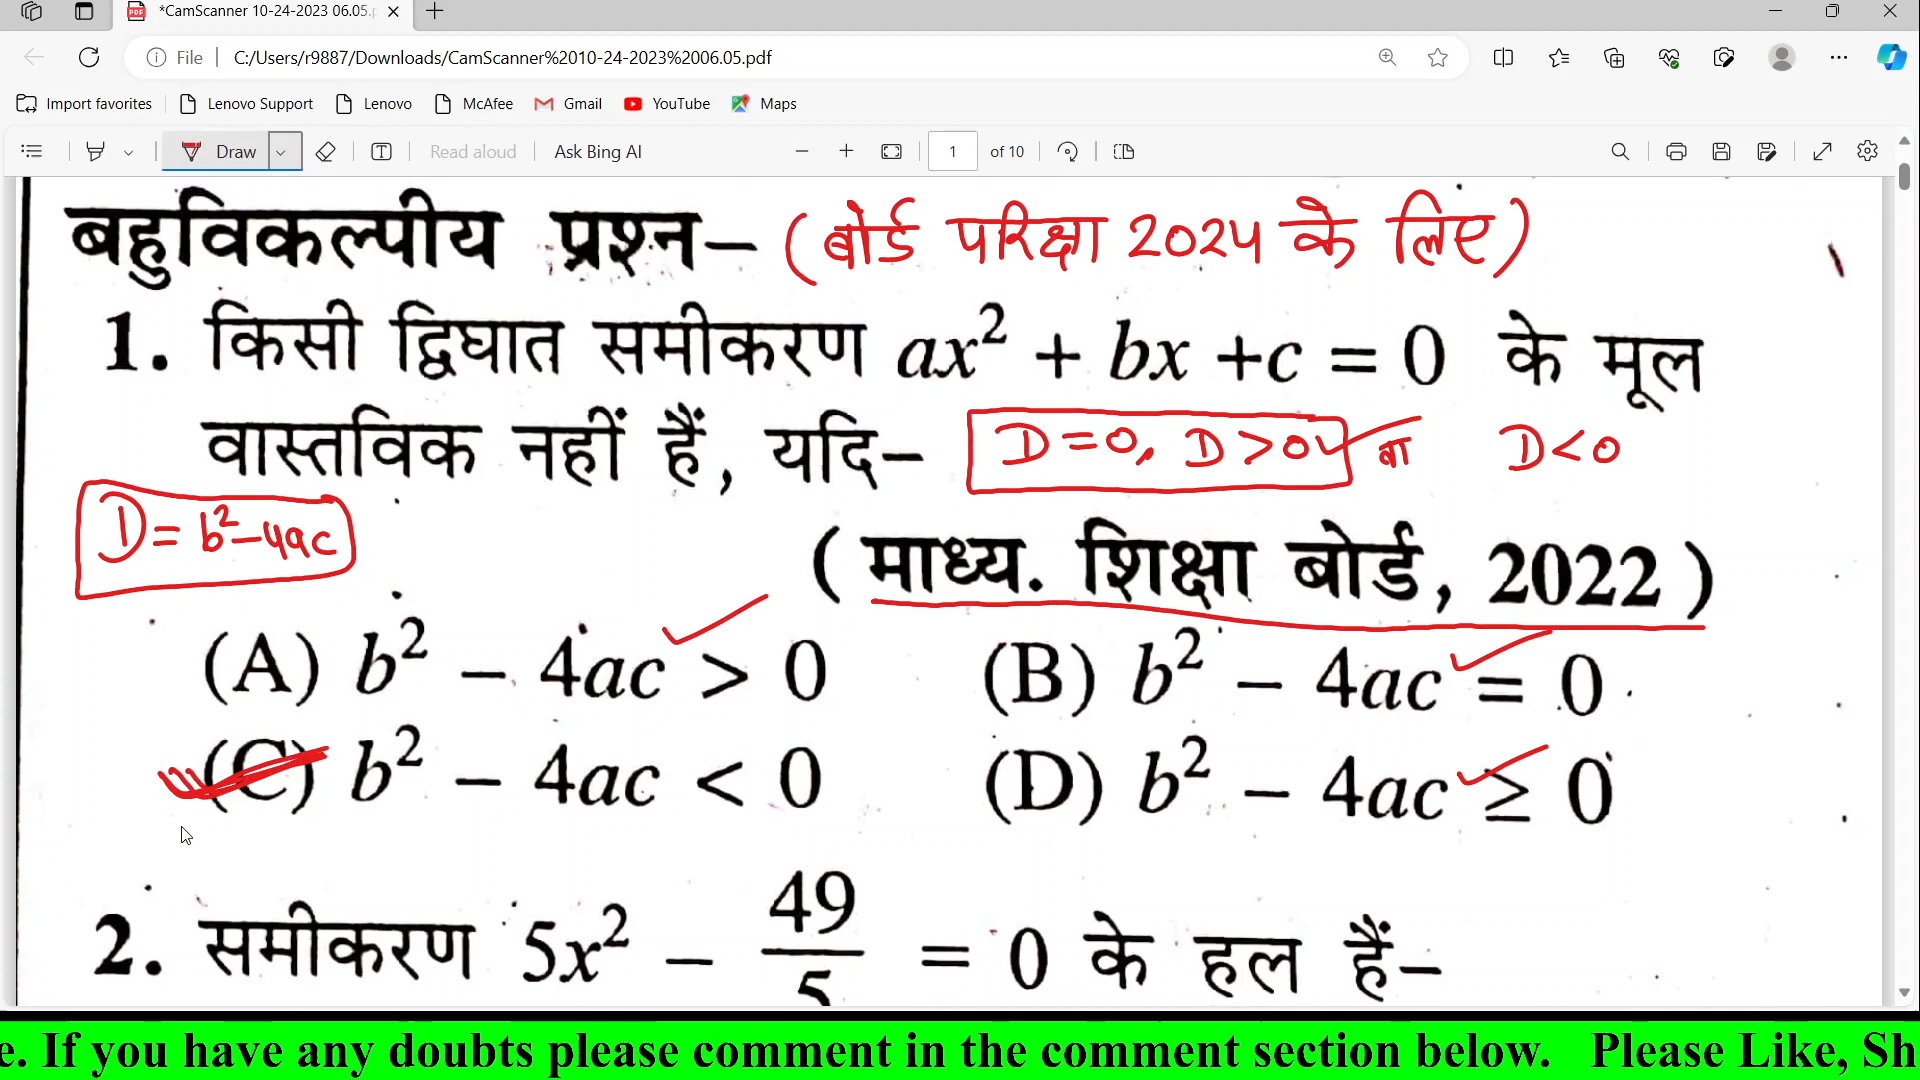 *CamScanner 10-24-2023 06.05.p
File C:/Users/r9887/Downloads/CamScanner%2010-24-2023%2006.05.pdf
Import favorites Lenovo Support Lenovo McAfee Gmail YouTube Maps
Draw Read aloud Ask Bing AI 1 of 10
बहुविकल्पीय प्रश्न– (बोर्ड परिक्षा 2024 के लिए)
1. किसी द्विघात समीकरण ax² + bx +c = 0 के मूल
वास्तविक नहीं हैं, यदि– D=0, D>0 D<0
D= b²-4ac
(माध्य. शिक्षा बोर्ड, 2022)
(A) b² – 4ac > 0 (B) b² – 4ac = 0
(C) b² – 4ac < 0 (D) b² – 4ac ≥ 0
2. समीकरण 5x² – 49/5 = 0 के हल हैं–
e. If you have any doubts please comment in the comment section below. Please Like, Sh